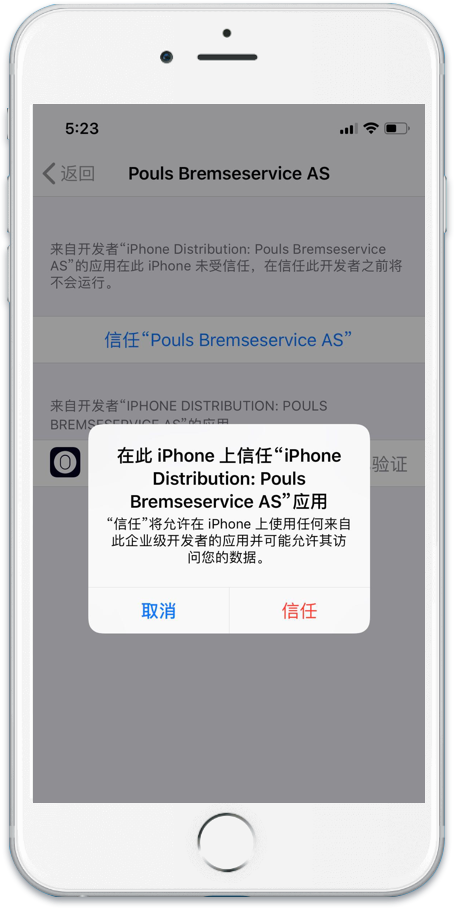 5:23
返回
Pouls Bremseservice AS
来自开发者“iPhone Distribution: Pouls Bremseservice
AS”的应用在此 iPhone 未受信任，在信任此开发者之前将
不会运行。
信任“Pouls Bremseservice AS”
来自开发者“IPHONE DISTRIBUTION: POULS
BREMSESERVICE AS”的应用
验证
在此 iPhone 上信任“iPhone
Distribution: Pouls
Bremseservice AS”应用
“信任”将允许在 iPhone 上使用任何来自
此企业级开发者的应用并可能允许其访
问您的数据。
取消
信任